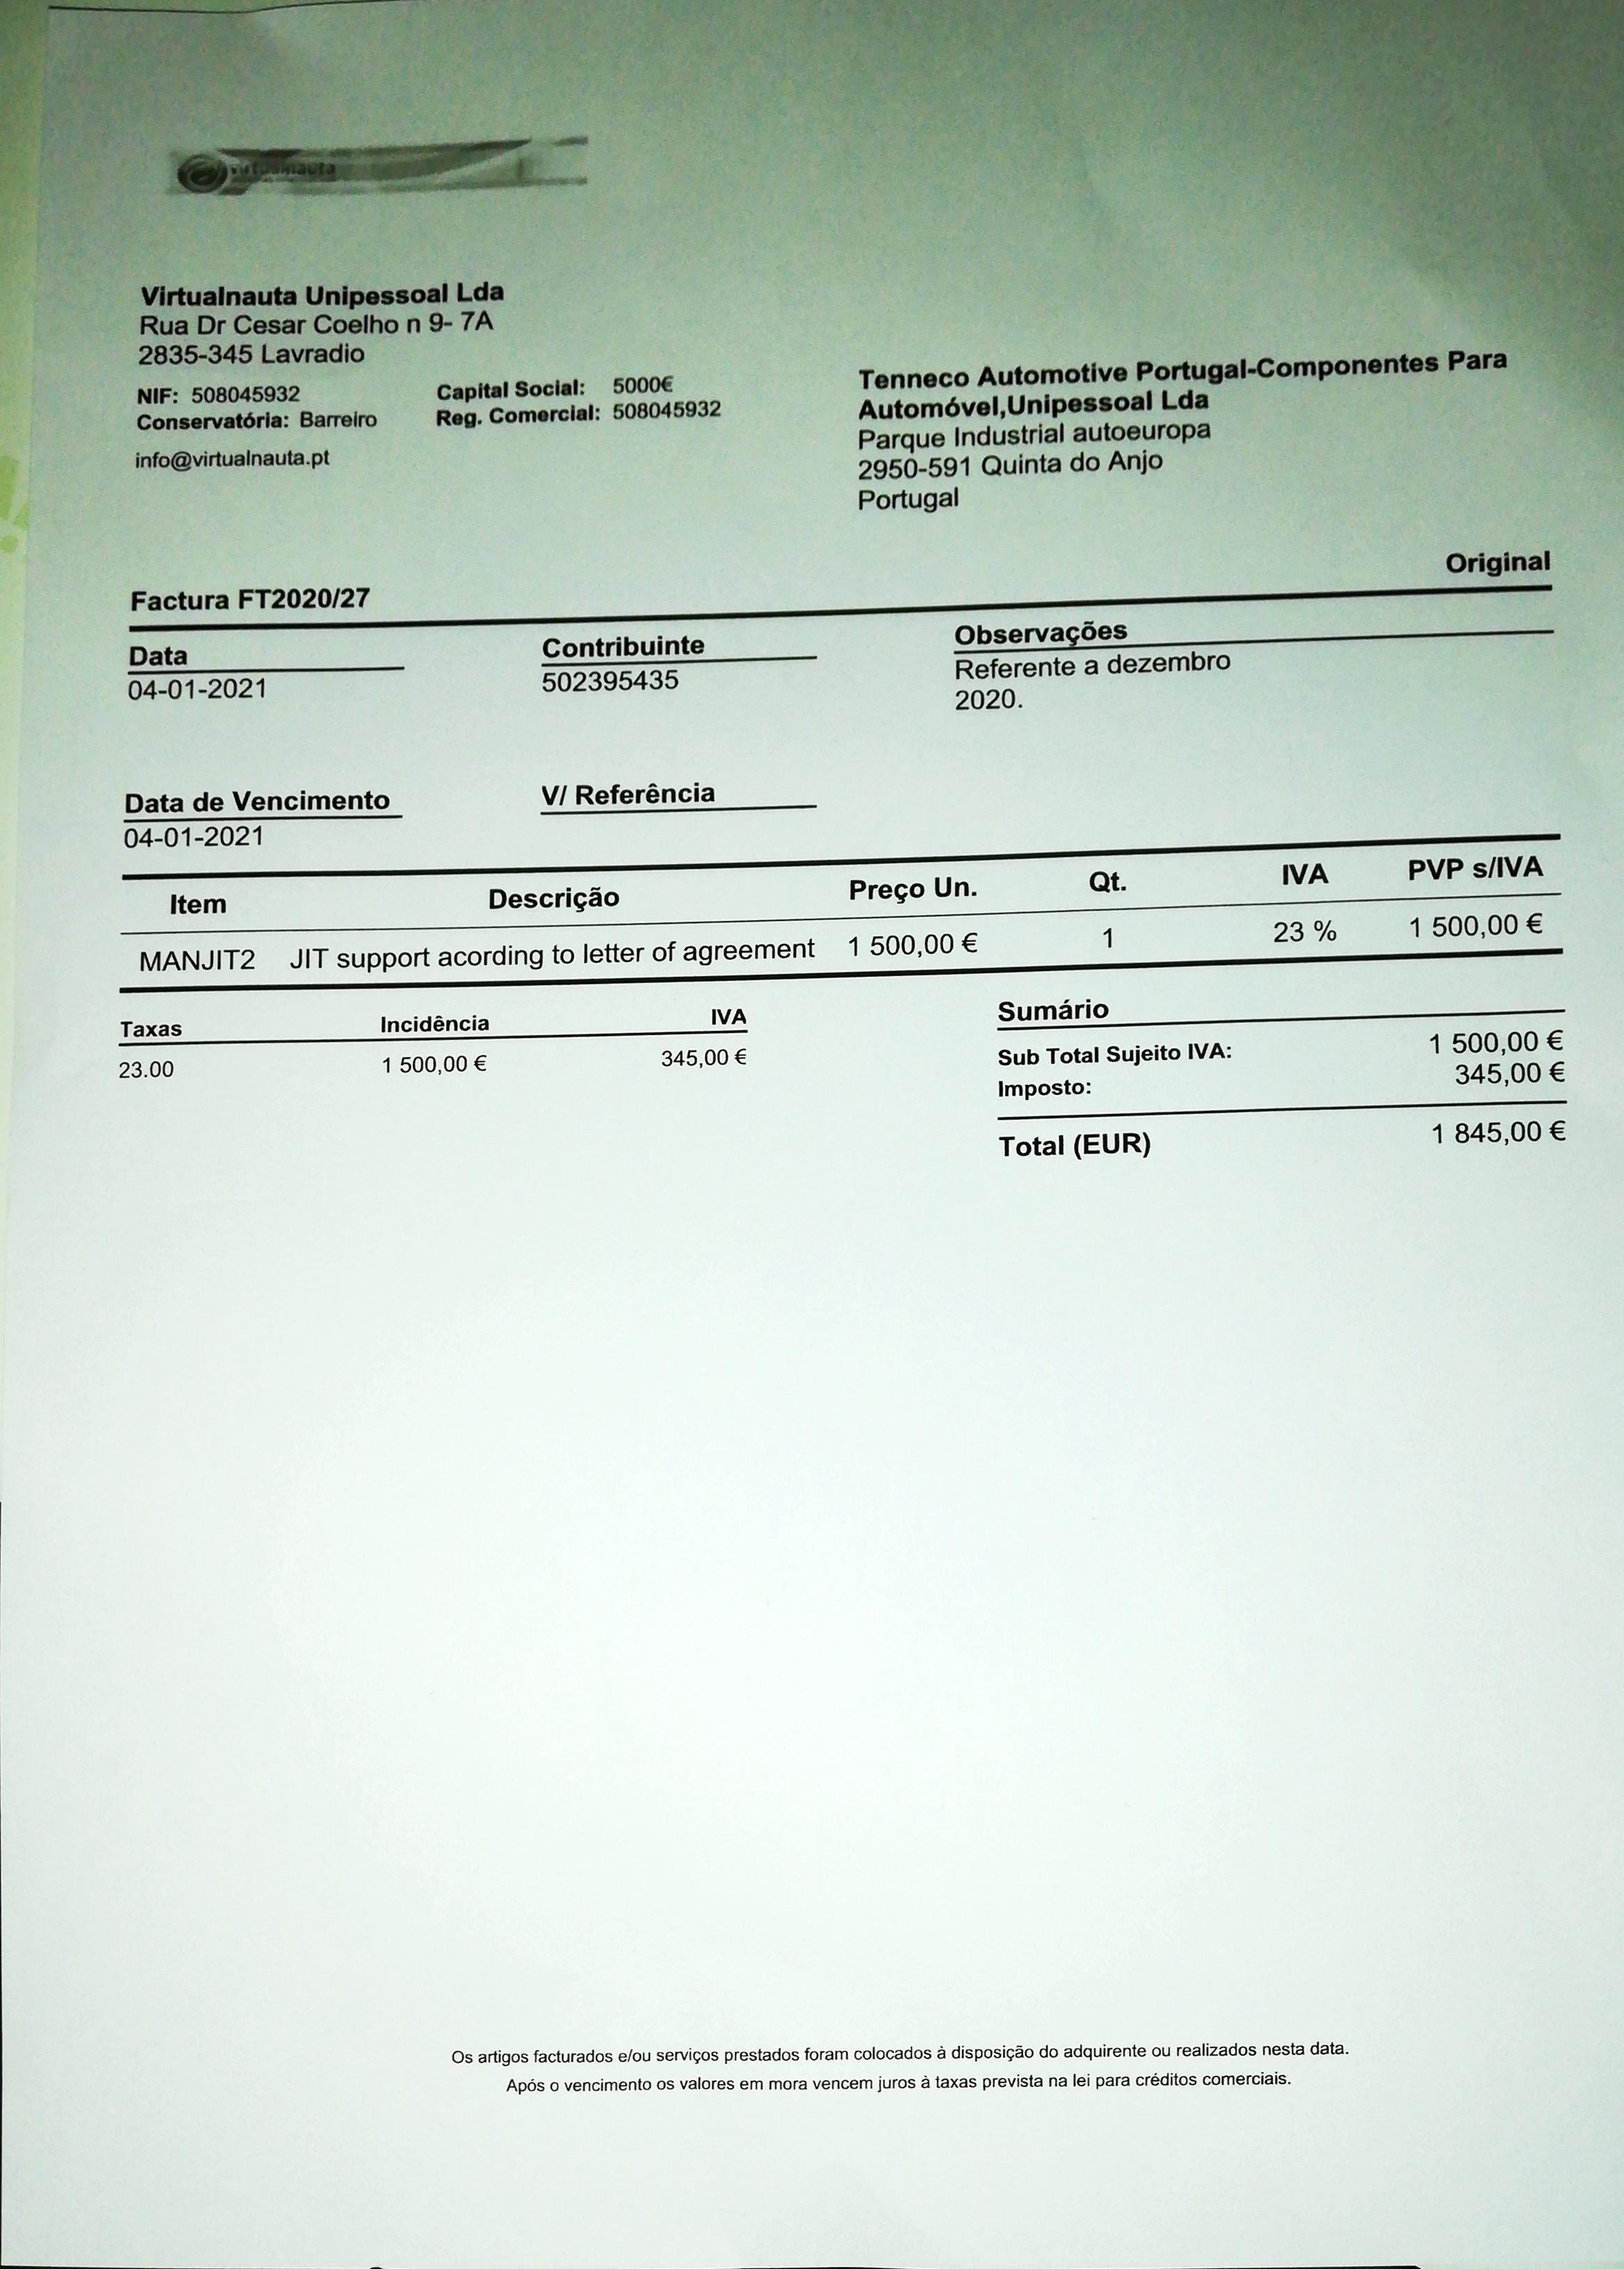 virtualnauta
Virtualnauta Unipessoal Lda
Rua Dr Cesar Coelho n 9- 7A
2835-345 Lavradio
NIF: 508045932 Capital Social: 5000€
Conservatória: Barreiro Reg. Comercial: 508045932
info@virtualnauta.pt
Tenneco Automotive Portugal-Componentes Para
Automóvel,Unipessoal Lda
Parque Industrial autoeuropa
2950-591 Quinta do Anjo
Portugal
Original
Factura FT2020/27
Data Contribuinte Observações
04-01-2021 502395435 Referente a dezembro
2020.
Data de Vencimento V/ Referência
04-01-2021
Item Descrição Preço Un. Qt. IVA PVP s/IVA
MANJIT2 JIT support acording to letter of agreement 1 500,00 € 1 23 % 1 500,00 €
Taxas Incidência IVA
23.00 1 500,00 € 345,00 €
Sumário
Sub Total Sujeito IVA: 1 500,00 €
Imposto: 345,00 €
Total (EUR) 1 845,00 €
Os artigos facturados e/ou serviços prestados foram colocados à disposição do adquirente ou realizados nesta data.
Após o vencimento os valores em mora vencem juros à taxas prevista na lei para créditos comerciais.